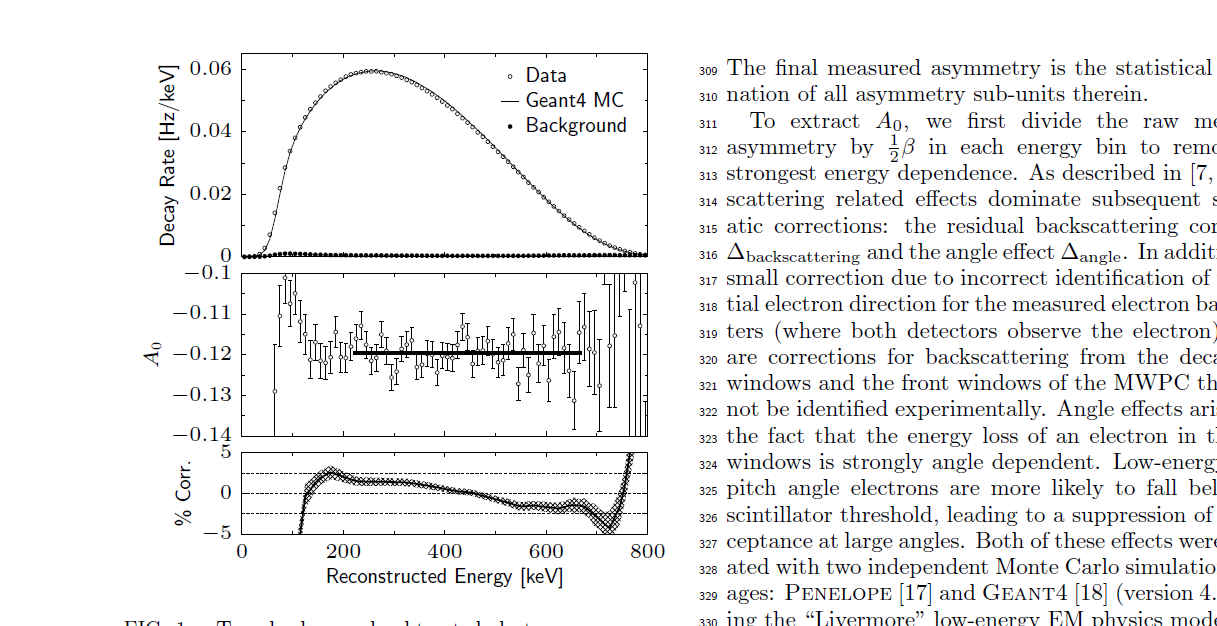 0.06
0.04
0.02
0
Decay Rate [Hz/keV]
Data
Geant4 MC
Background
−0.1
−0.11
−0.12
−0.13
−0.14
A0
5
0
−5
% Corr.
0 200 400 600 800
Reconstructed Energy [keV]
309 The final measured asymmetry is the statistical
310 nation of all asymmetry sub-units therein.
311 To extract A0, we first divide the raw me
312 asymmetry by ½β in each energy bin to remo
313 strongest energy dependence. As described in [7,
314 scattering related effects dominate subsequent s
315 atic corrections: the residual backscattering cor
316 Δbackscattering and the angle effect Δangle. In additi
317 small correction due to incorrect identification of
318 tial electron direction for the measured electron ba
319 ters (where both detectors observe the electron)
320 are corrections for backscattering from the deca
321 windows and the front windows of the MWPC th
322 not be identified experimentally. Angle effects aris
323 the fact that the energy loss of an electron in th
324 windows is strongly angle dependent. Low-energy
325 pitch angle electrons are more likely to fall bel
326 scintillator threshold, leading to a suppression of
327 ceptance at large angles. Both of these effects were
328 ated with two independent Monte Carlo simulatio
329 ages: PENELOPE [17] and GEANT4 [18] (version 4.
330 ing the “Livermore” low-energy EM physics mode